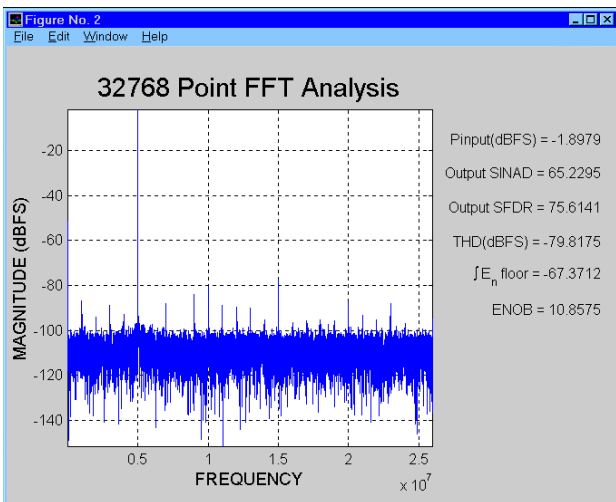 Figure No. 2
File Edit Window Help
32768 Point FFT Analysis
MAGNITUDE (dBFS)
-20
-40
-60
-80
-100
-120
-140
0.5 1 1.5 2 2.5
x 10^7
FREQUENCY
Pinput(dBFS) = -1.8979
Output SINAD = 65.2295
Output SFDR = 75.6141
THD(dBFS) = -79.8175
∫E_n floor = -67.3712
ENOB = 10.8575